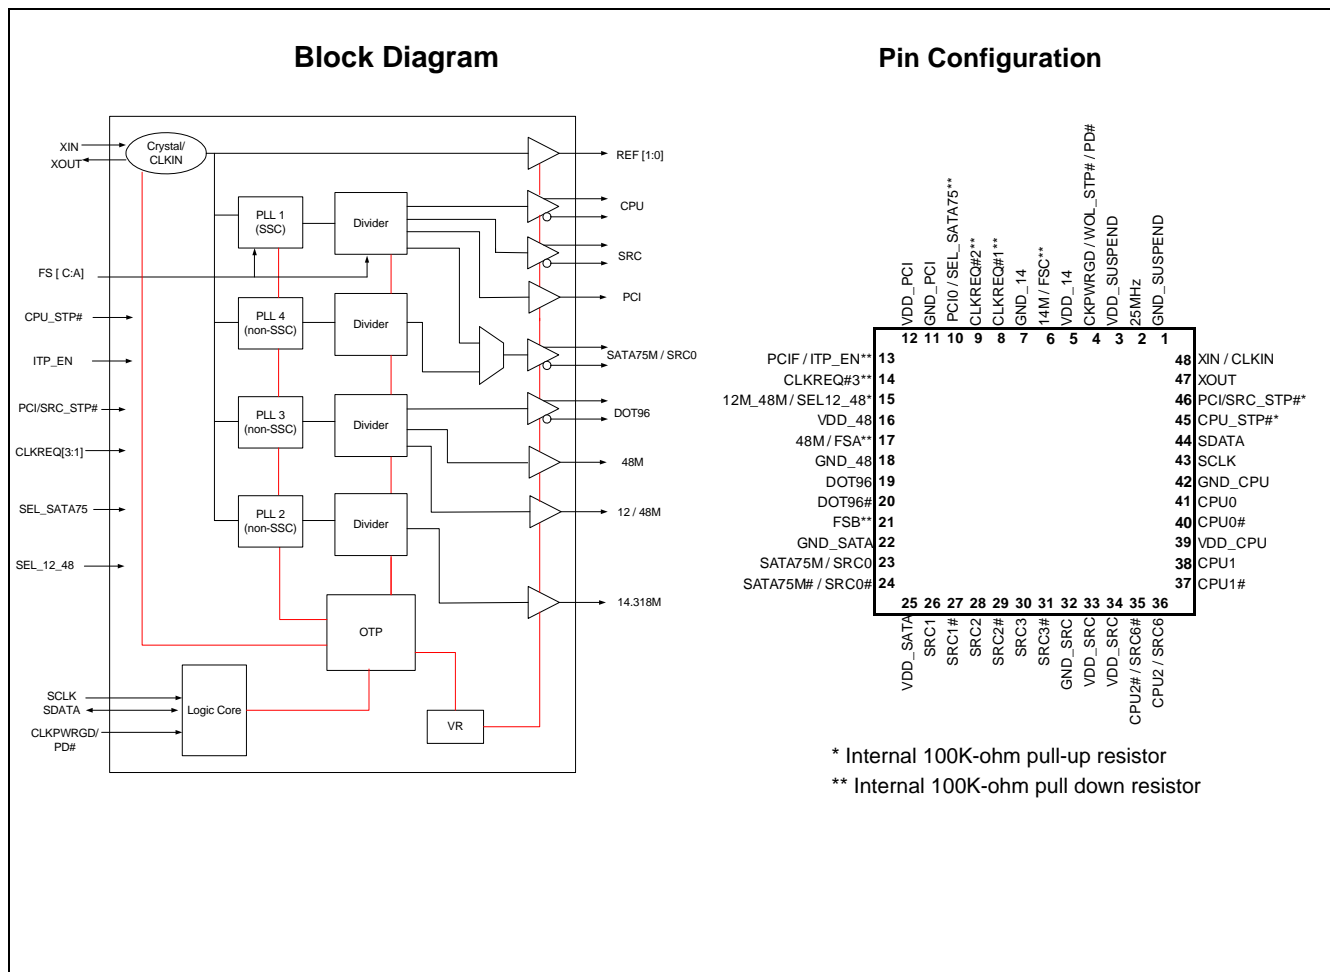 Block Diagram
XIN
XOUT
Crystal/
CLKIN
REF [1:0]
PLL 1
(SSC)
Divider
CPU
SRC
FS [ C:A]
PCI
CPU_STP#
PLL 4
(non-SSC)
Divider
SATA75M / SRC0
ITP_EN
PCI/SRC_STP#
PLL 3
(non-SSC)
Divider
DOT96
CLKREQ[3:1]
48M
SEL_SATA75
PLL 2
(non-SSC)
Divider
12 / 48M
SEL_12_48
14.318M
OTP
SCLK
SDATA
CLKPWRGD/
PD#
Logic Core
VR
Pin Configuration
VDD_PCI
GND_PCI
PCI0 / SEL_SATA75**
CLKREQ#2**
CLKREQ#1**
GND_14
14M / FSC**
VDD_14
CKPWRGD / WOL_STP# / PD#
VDD_SUSPEND
25MHz
GND_SUSPEND
12 11 10 9 8 7 6 5 4 3 2 1
PCIF / ITP_EN** 13
CLKREQ#3** 14
12M_48M / SEL12_48* 15
VDD_48 16
48M / FSA** 17
GND_48 18
DOT96 19
DOT96# 20
FSB** 21
GND_SATA 22
SATA75M / SRC0 23
SATA75M# / SRC0# 24
48 XIN / CLKIN
47 XOUT
46 PCI/SRC_STP#*
45 CPU_STP#*
44 SDATA
43 SCLK
42 GND_CPU
41 CPU0
40 CPU0#
39 VDD_CPU
38 CPU1
37 CPU1#
25 26 27 28 29 30 31 32 33 34 35 36
VDD_SATA
SRC1
SRC1#
SRC2
SRC2#
SRC3
SRC3#
GND_SRC
VDD_SRC
VDD_SRC
CPU2# / SRC6#
CPU2 / SRC6
* Internal 100K-ohm pull-up resistor
** Internal 100K-ohm pull down resistor